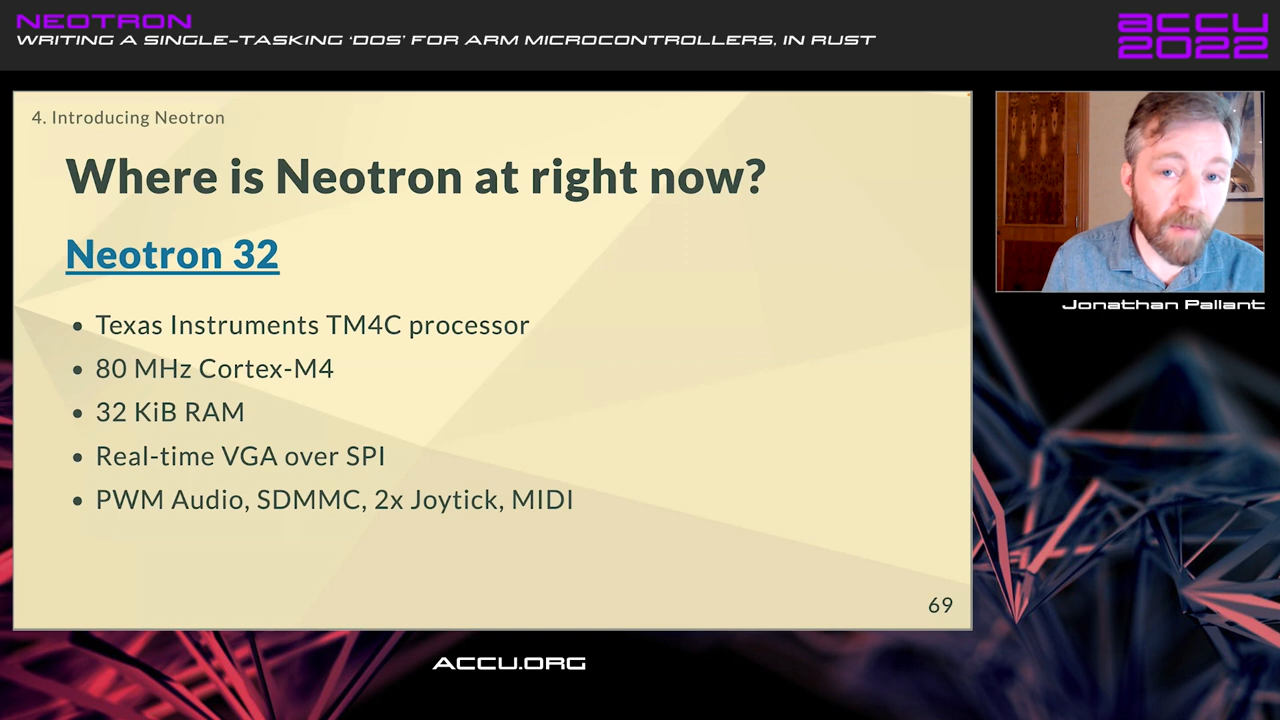 NEOTRON
WRITING A SINGLE-TASKING 'DOS' FOR ARM MICROCONTROLLERS, IN RUST
ACCU
2022
4. Introducing Neotron
Where is Neotron at right now?
Neotron 32
• Texas Instruments TM4C processor
• 80 MHz Cortex-M4
• 32 KiB RAM
• Real-time VGA over SPI
• PWM Audio, SDMMC, 2x Joytick, MIDI
69
Jonathan Pallant
ACCU.ORG